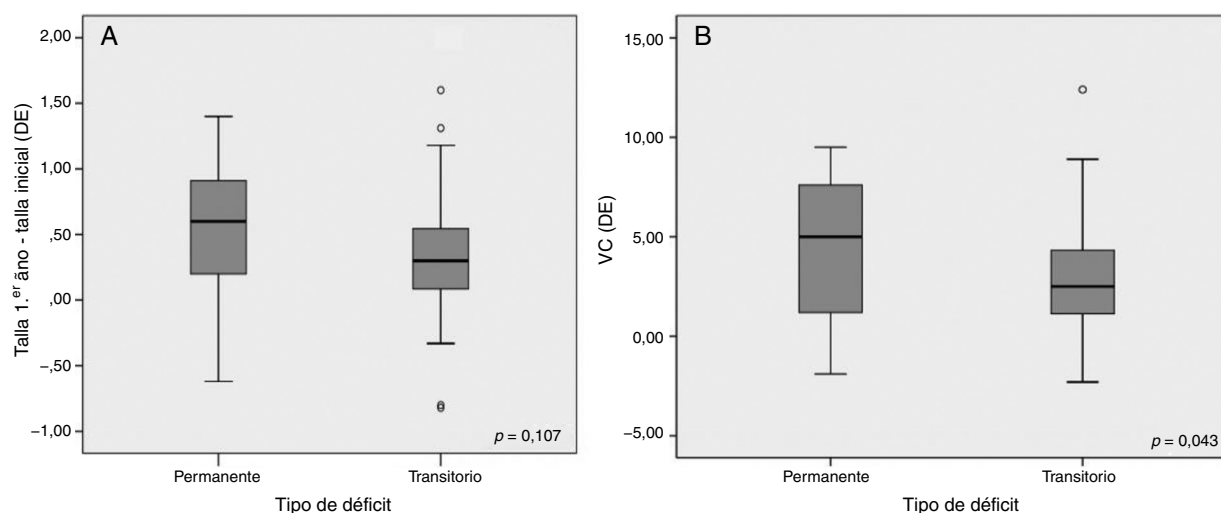 A
Talla 1.er äno - talla inicial (DE)
2,00
1,50
1,00
,50
,00
–,50
–1,00
p = 0,107
Permanente
Transitorio
Tipo de déficit
B
VC (DE)
15,00
10,00
5,00
0,00
–5,00
p = 0,043
Permanente
Transitorio
Tipo de déficit